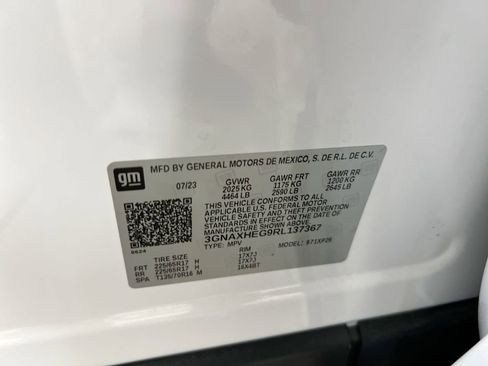 gm
MFD BY GENERAL MOTORS DE MEXICO, S. DE R.L. DE C.V.
07/23 GVWR GAWR FRT GAWR RR
2025 KG 1175 KG 1200 KG
4464 LB 2590 LB 2645 LB
THIS VEHICLE CONFORMS TO ALL APPLICABLE U.S. FEDERAL MOTOR
VEHICLE SAFETY AND THEFT PREVENTION
STANDARDS IN EFFECT ON THE DATE OF
MANUFACTURE SHOWN ABOVE.
3GNAXHEG9RL137367
TYPE: MPV MODEL:
TIRE SIZE RIM
FRT 225/65R17 H 17X7J
RR 225/65R17 H 17X7J
SPA T135/70R16 M 16X4BT